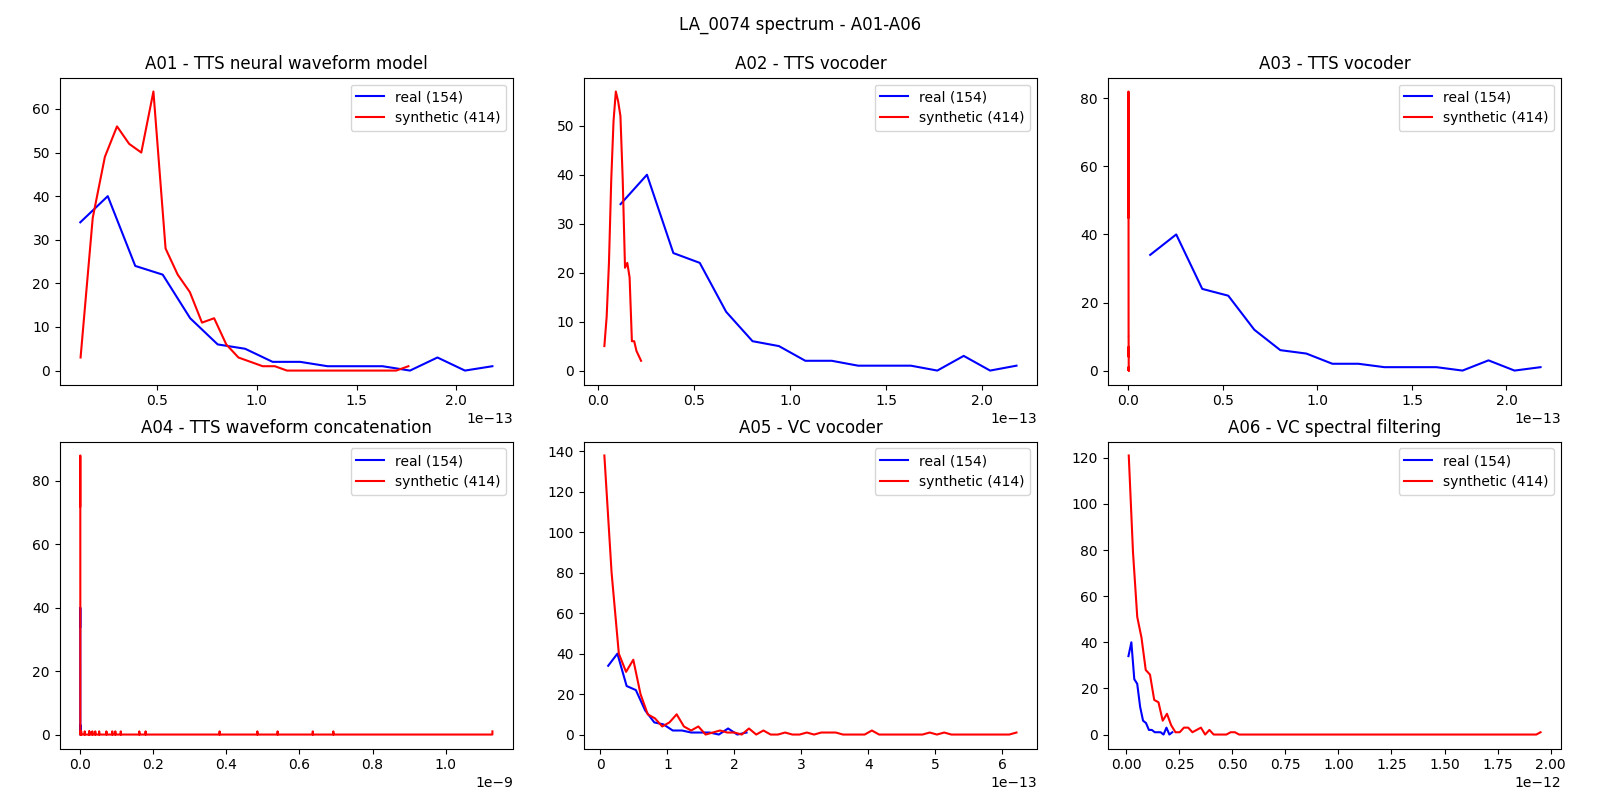 LA_0074 spectrum - A01-A06
A01 - TTS neural waveform model
real (154)
synthetic (414)
60
50
40
30
20
10
0
0.5
1.0
1.5
2.0
1e−13
A02 - TTS vocoder
real (154)
synthetic (414)
50
40
30
20
10
0
0.0
0.5
1.0
1.5
2.0
1e−13
A03 - TTS vocoder
real (154)
synthetic (414)
80
60
40
20
0
0.0
0.5
1.0
1.5
2.0
1e−13
A04 - TTS waveform concatenation
real (154)
synthetic (414)
80
60
40
20
0
0.0
0.2
0.4
0.6
0.8
1.0
1e−9
A05 - VC vocoder
real (154)
synthetic (414)
140
120
100
80
60
40
20
0
0
1
2
3
4
5
6
1e−13
A06 - VC spectral filtering
real (154)
synthetic (414)
120
100
80
60
40
20
0
0.00
0.25
0.50
0.75
1.00
1.25
1.50
1.75
2.00
1e−12